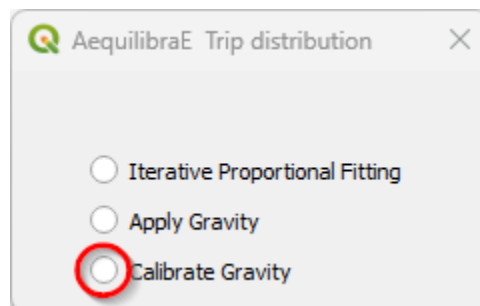 AequilibraE Trip distribution
Iterative Proportional Fitting
Apply Gravity
Calibrate Gravity